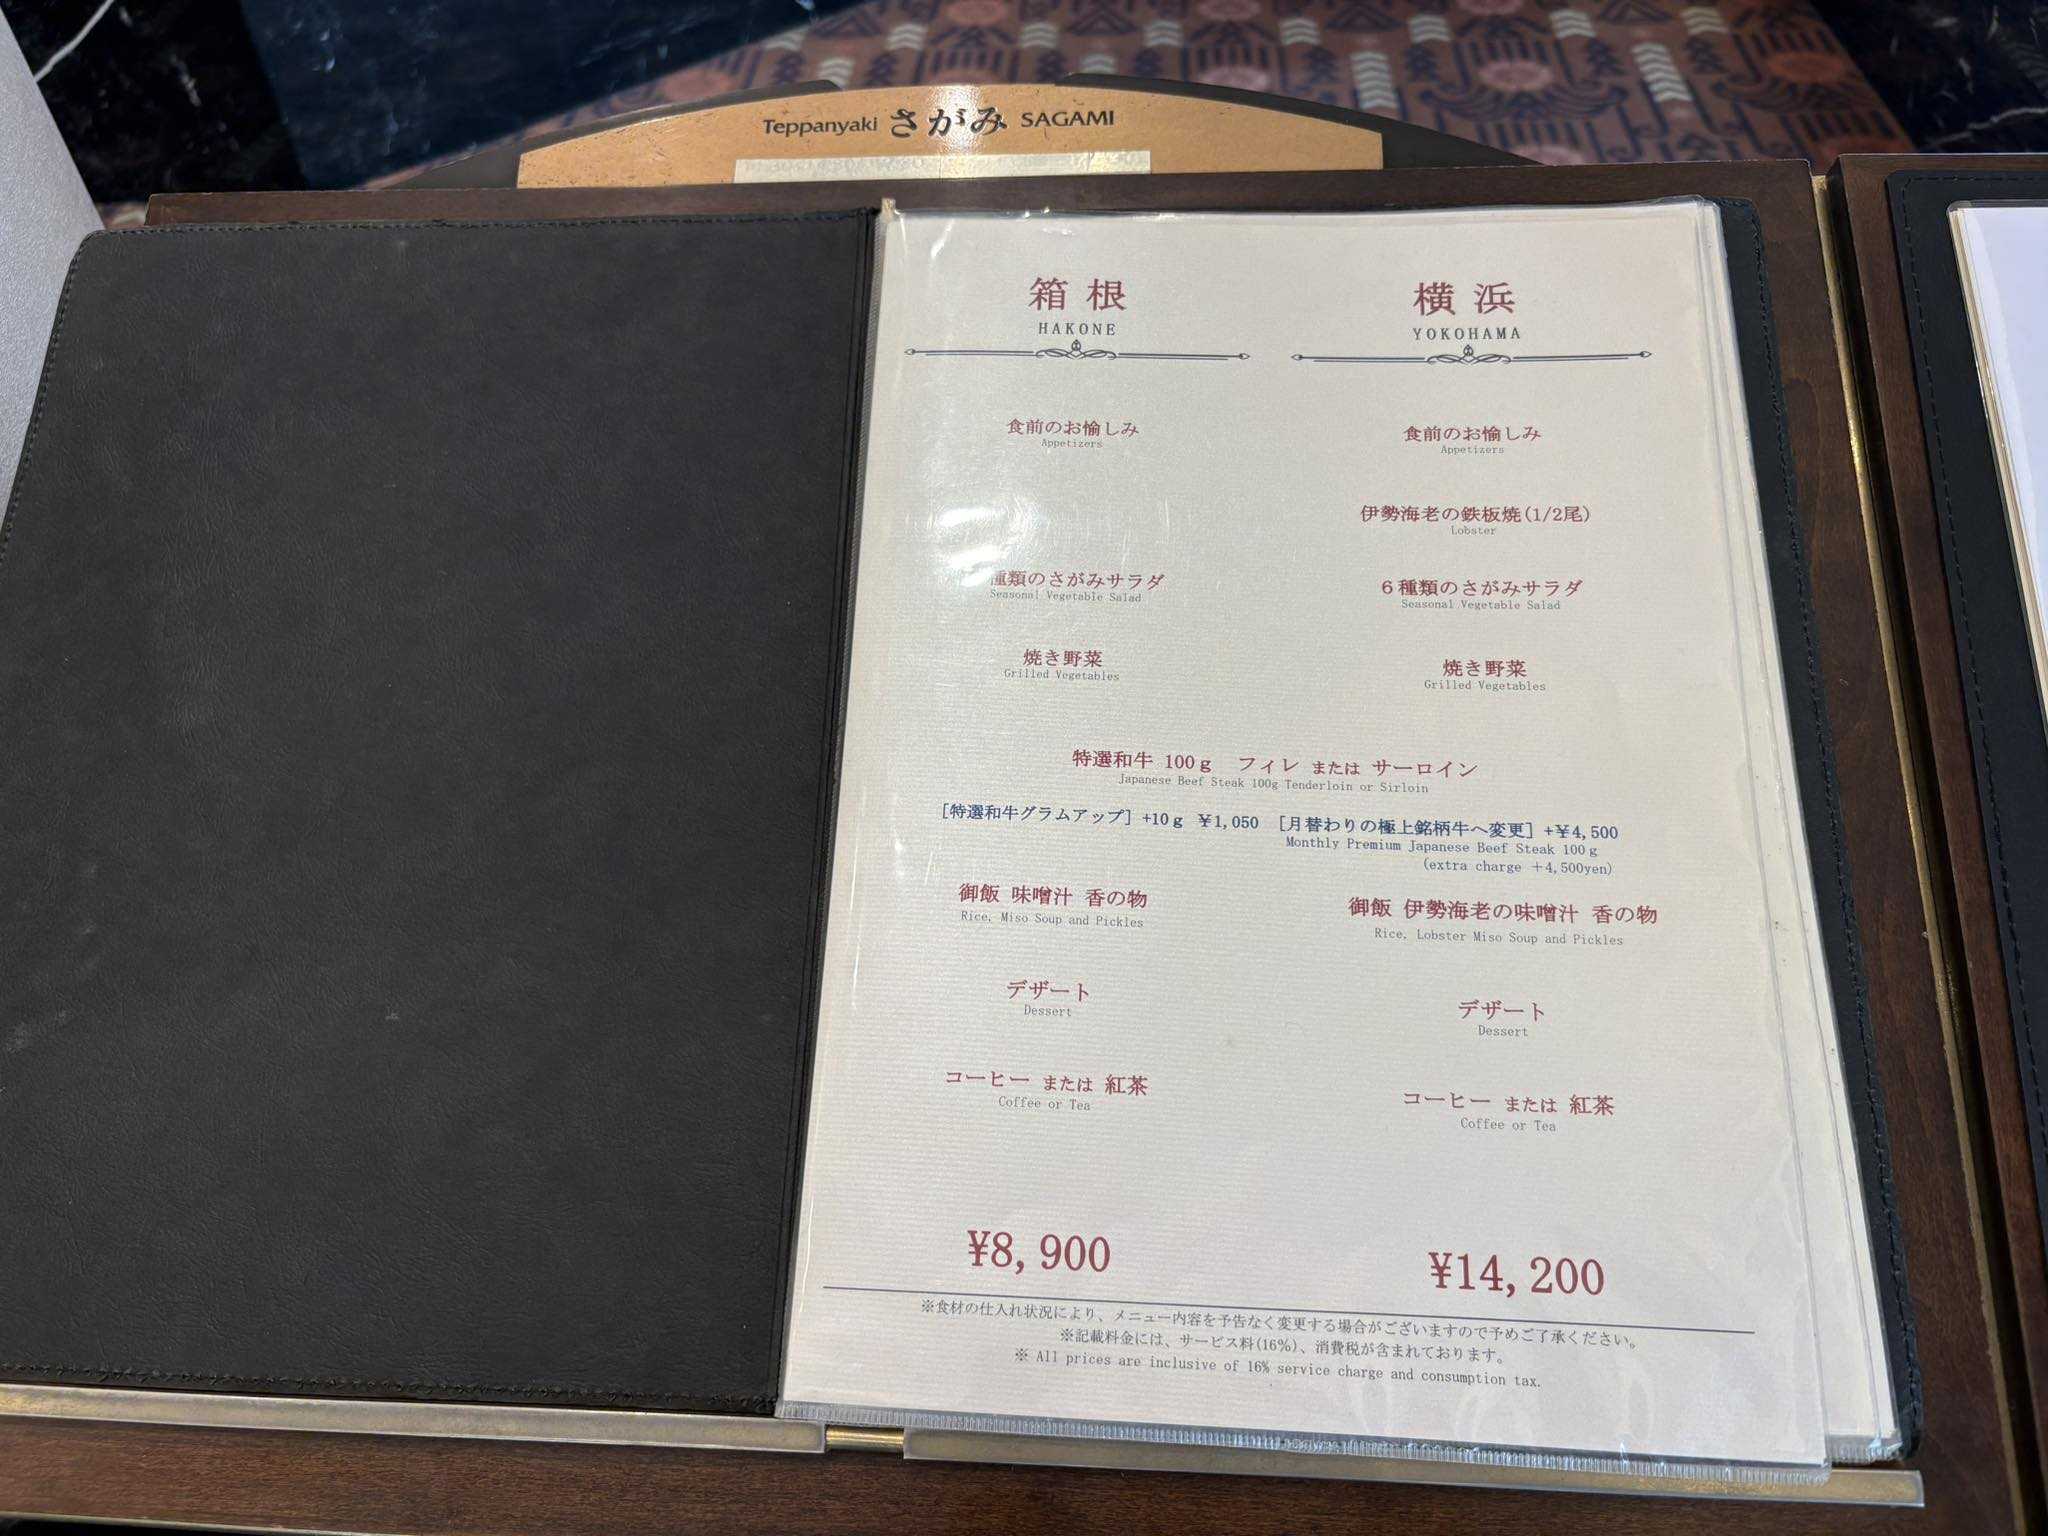 Teppanyaki さがみ SAGAMI
箱根
HAKONE
食前のお愉しみ
Appetizers
種類のさがみサラダ
Seasonal Vegetable Salad
焼き野菜
Grilled Vegetables
横浜
YOKOHAMA
食前のお愉しみ
Appetizers
伊勢海老の鉄板焼(1/2尾)
Lobster
６種類のさがみサラダ
Seasonal Vegetable Salad
焼き野菜
Grilled Vegetables
特選和牛 100ｇ フィレ または サーロイン
Japanese Beef Steak 100g Tenderloin or Sirloin
[特選和牛グラムアップ] +10ｇ ￥1,050 [月替わりの極上銘柄牛へ変更] +￥4,500
Monthly Premium Japanese Beef Steak 100ｇ
(extra charge ＋4,500yen)
御飯 味噌汁 香の物
Rice, Miso Soup and Pickles
デザート
Dessert
コーヒー または 紅茶
Coffee or Tea
¥8,900
御飯 伊勢海老の味噌汁 香の物
Rice, Lobster Miso Soup and Pickles
デザート
Dessert
コーヒー または 紅茶
Coffee or Tea
¥14,200
※食材の仕入れ状況により、メニュー内容を予告なく変更する場合がございますので予めご了承ください。
※記載料金には、サービス料(16%)、消費税が含まれております。
※ All prices are inclusive of 16% service charge and consumption tax.